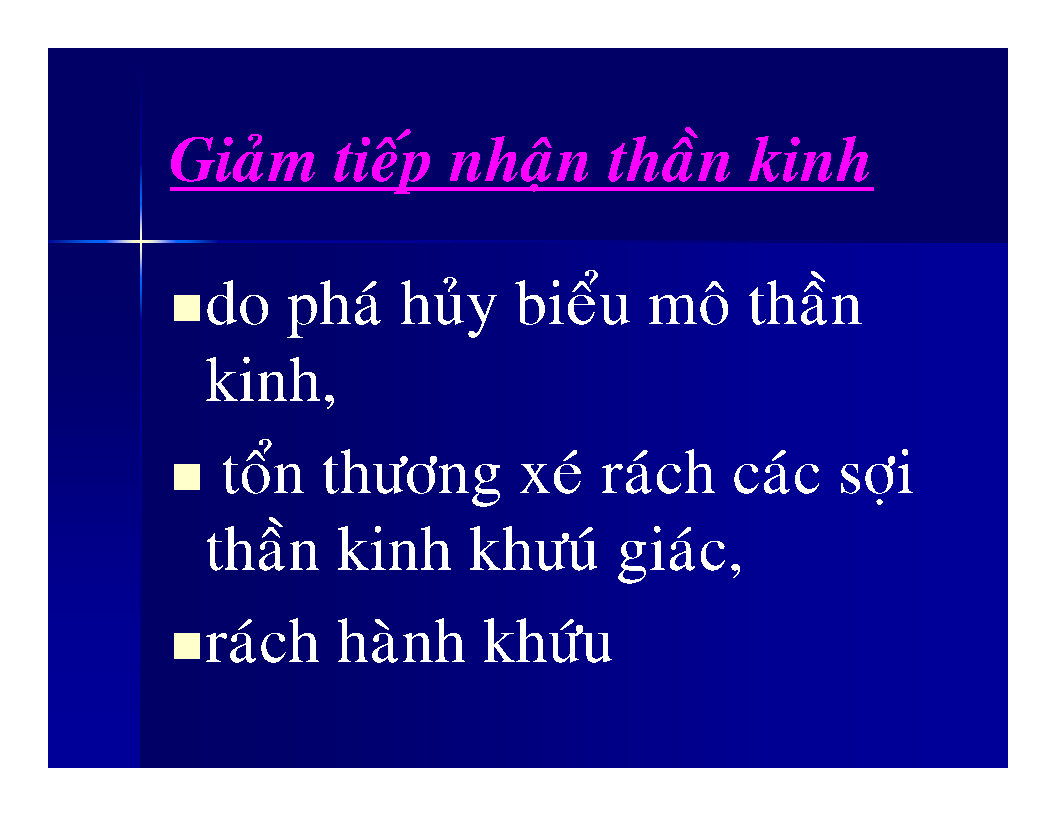 Giảm tiếp nhận thần kinh
do phá hủy biểu mô thần
kinh,
tổn thương xé rách các sợi
thần kinh khưú giác,
rách hành khứu